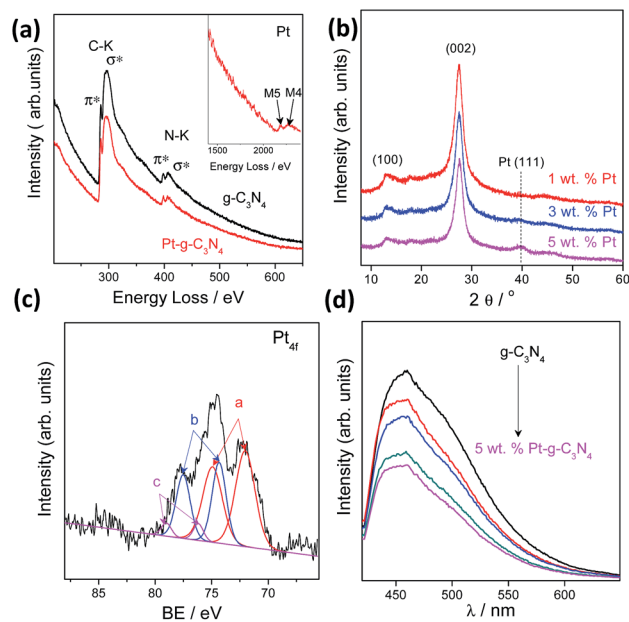 (a)
Intensity ( arb.units)
C-K
σ*
π*
N-K
π*
σ*
g-C₃N₄
Pt-g-C₃N₄
300 400 500 600
Energy Loss / eV
Pt
M5 M4
1500 2000
Energy Loss / eV
(b)
Intensity (arb.units)
(002)
(100)
Pt (111)
1 wt. % Pt
3 wt. % Pt
5 wt. % Pt
10 20 30 40 50 60
2 θ / °
(c)
Intensity (arb. units)
Pt₄f
a
b
c
85 80 75 70
BE / eV
(d)
Intensity (arb. units)
g-C₃N₄
5 wt. % Pt-g-C₃N₄
450 500 550 600
λ / nm